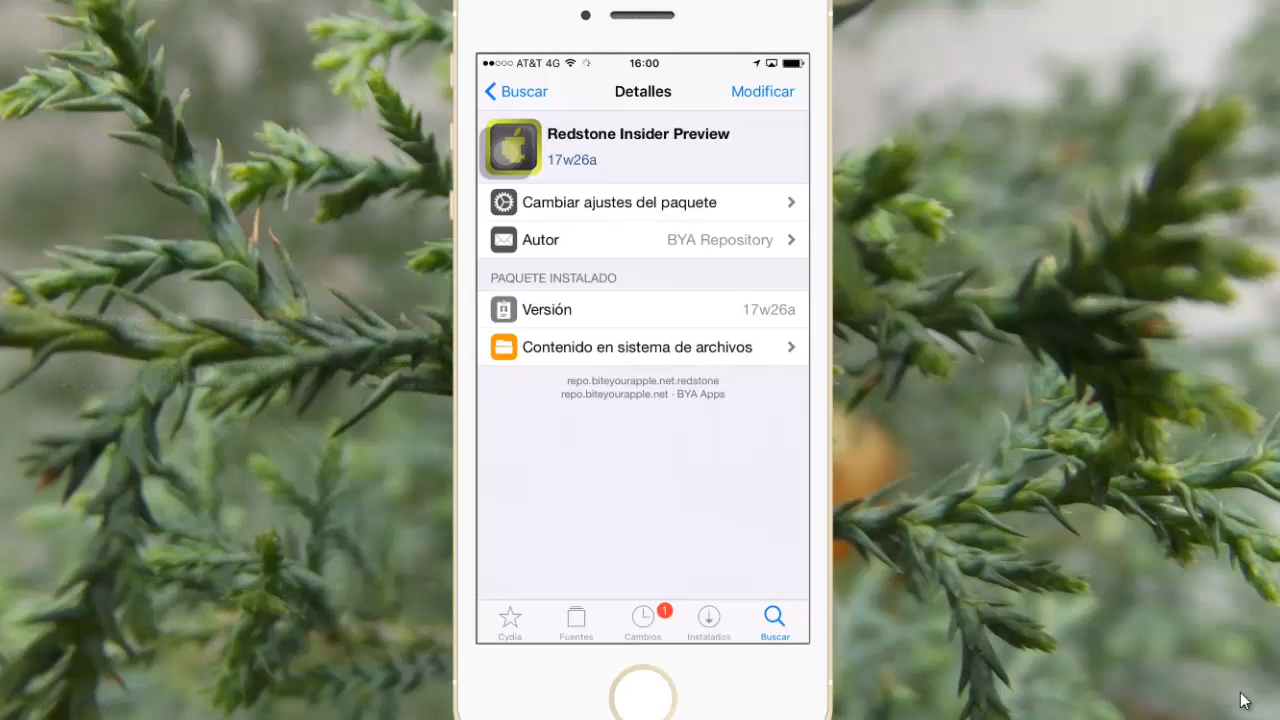 AT&T 4G 16:00
Buscar Detalles Modificar
Redstone Insider Preview
17w26a
Cambiar ajustes del paquete
Autor BYA Repository
PAQUETE INSTALADO
Versión 17w26a
Contenido en sistema de archivos
repo.biteyourapple.net.redstone
repo.biteyourapple.net · BYA Apps
1
Cydia Fuentes Cambios Instalados Buscar